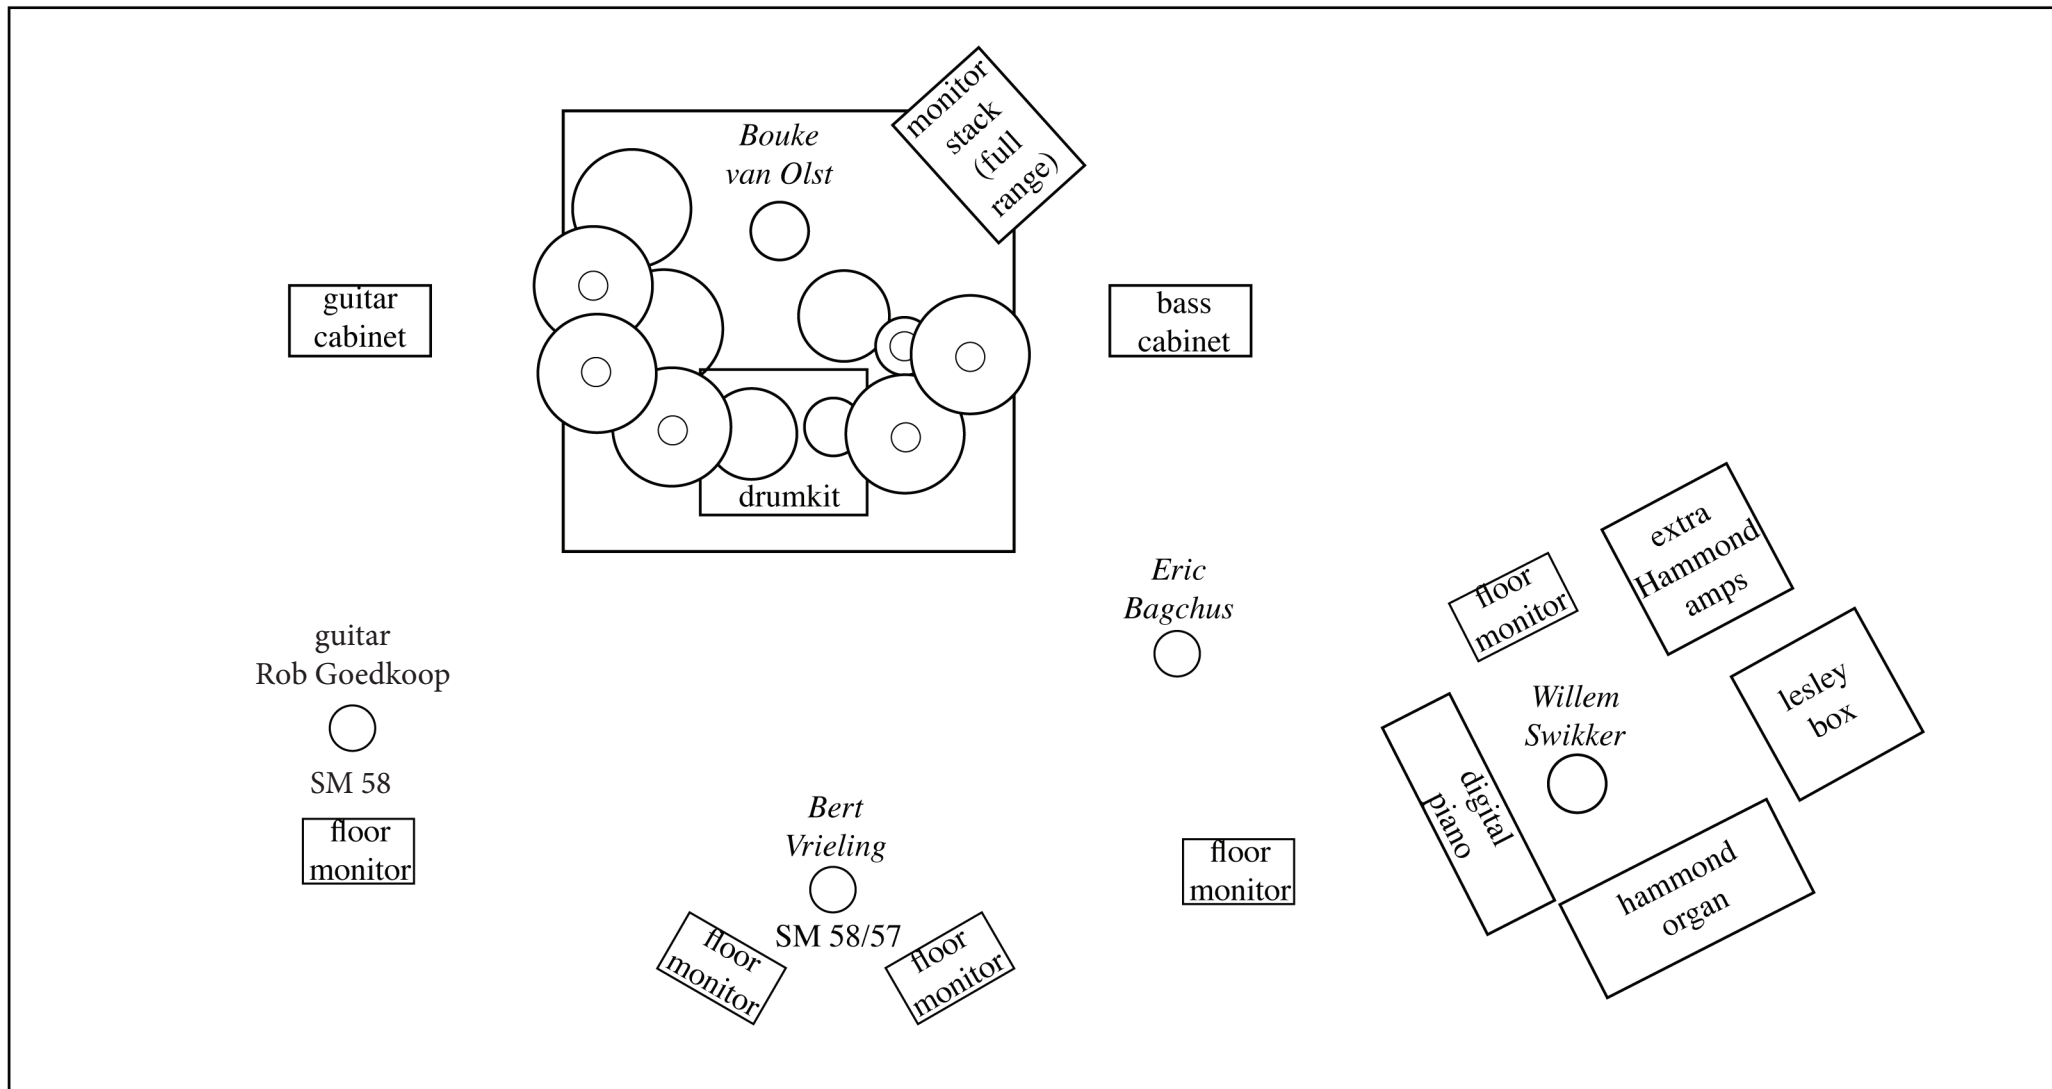 monitor
stack
(full
range)
Bouke
van Olst
guitar
cabinet
bass
cabinet
drumkit
extra
Hammond
amps
Eric
Bagchus
floor
monitor
guitar
Rob Goedkoop
SM 58
floor
monitor
lesley
box
Willem
Swikker
digital
piano
Bert
Vrieling
SM 58/57
floor
monitor
floor
monitor
floor
monitor
hammond
organ